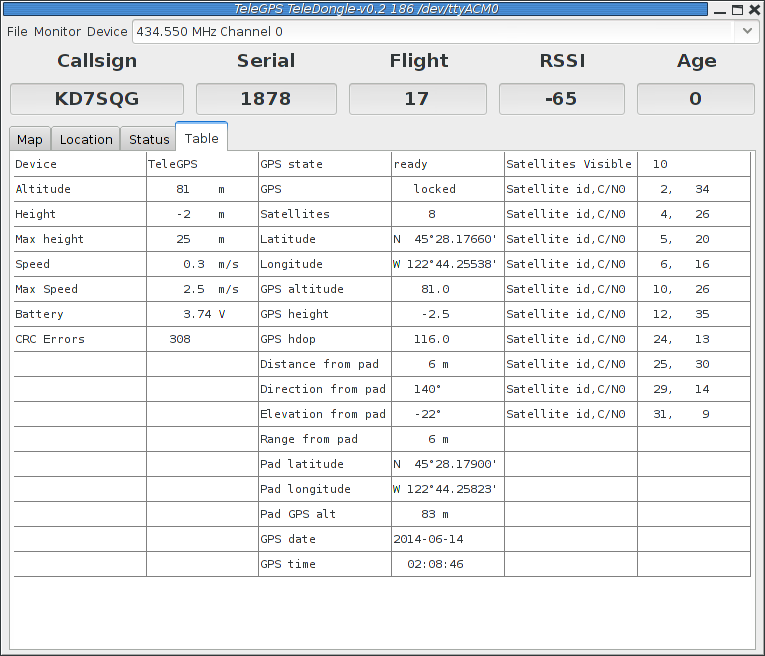 TeleGPS TeleDongle-v0.2 186 /dev/ttyACM0
File Monitor Device 434.550 MHz Channel 0
Callsign Serial Flight RSSI Age
KD7SQG 1878 17 -65 0
Map Location Status Table
Device TeleGPS GPS state ready Satellites Visible 10
Altitude 81 m GPS locked Satellite id,C/N0 2, 34
Height -2 m Satellites 8 Satellite id,C/N0 4, 26
Max height 25 m Latitude N 45°28.17660' Satellite id,C/N0 5, 20
Speed 0.3 m/s Longitude W 122°44.25538' Satellite id,C/N0 6, 16
Max Speed 2.5 m/s GPS altitude 81.0 Satellite id,C/N0 10, 26
Battery 3.74 V GPS height -2.5 Satellite id,C/N0 12, 35
CRC Errors 308 GPS hdop 116.0 Satellite id,C/N0 24, 13
Distance from pad 6 m Satellite id,C/N0 25, 30
Direction from pad 140° Satellite id,C/N0 29, 14
Elevation from pad -22° Satellite id,C/N0 31, 9
Range from pad 6 m
Pad latitude N 45°28.17900'
Pad longitude W 122°44.25823'
Pad GPS alt 83 m
GPS date 2014-06-14
GPS time 02:08:46